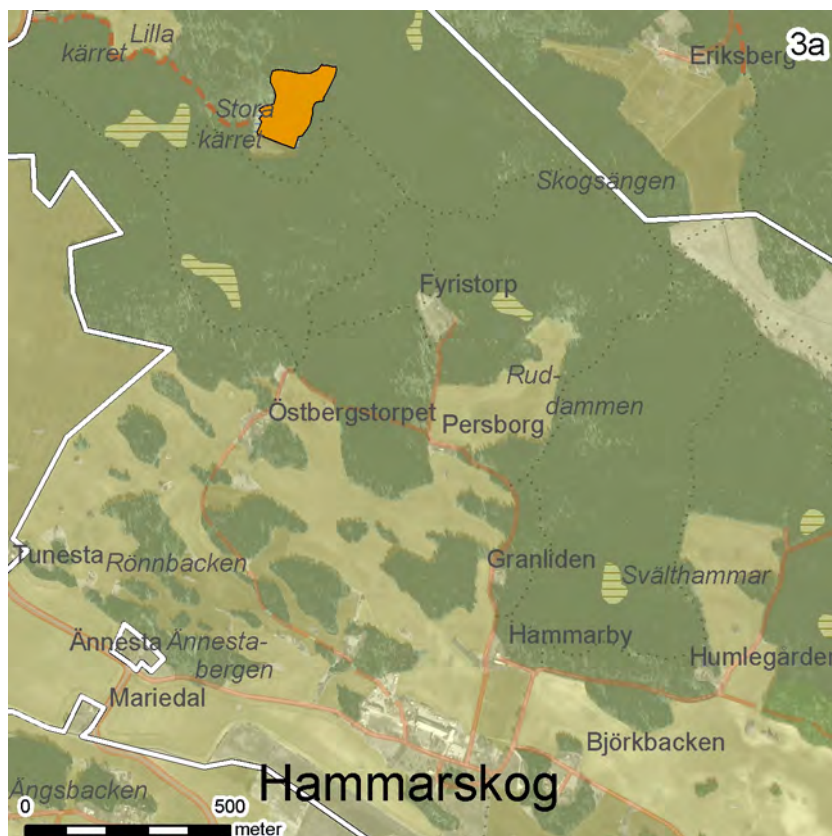 3a
Lilla
kärret
Eriksberg
Stora
kärret
Skogsängen
Fyristorp
Rud-
dammen
Östbergstorpet
Persborg
Tunesta
Rönnbacken
Granliden
Svälthammar
Ännesta
Ännesta-
bergen
Hammarby
Humlegården
Mariedal
Björkbacken
Ängsbacken
Hammarskog
0 500
meter